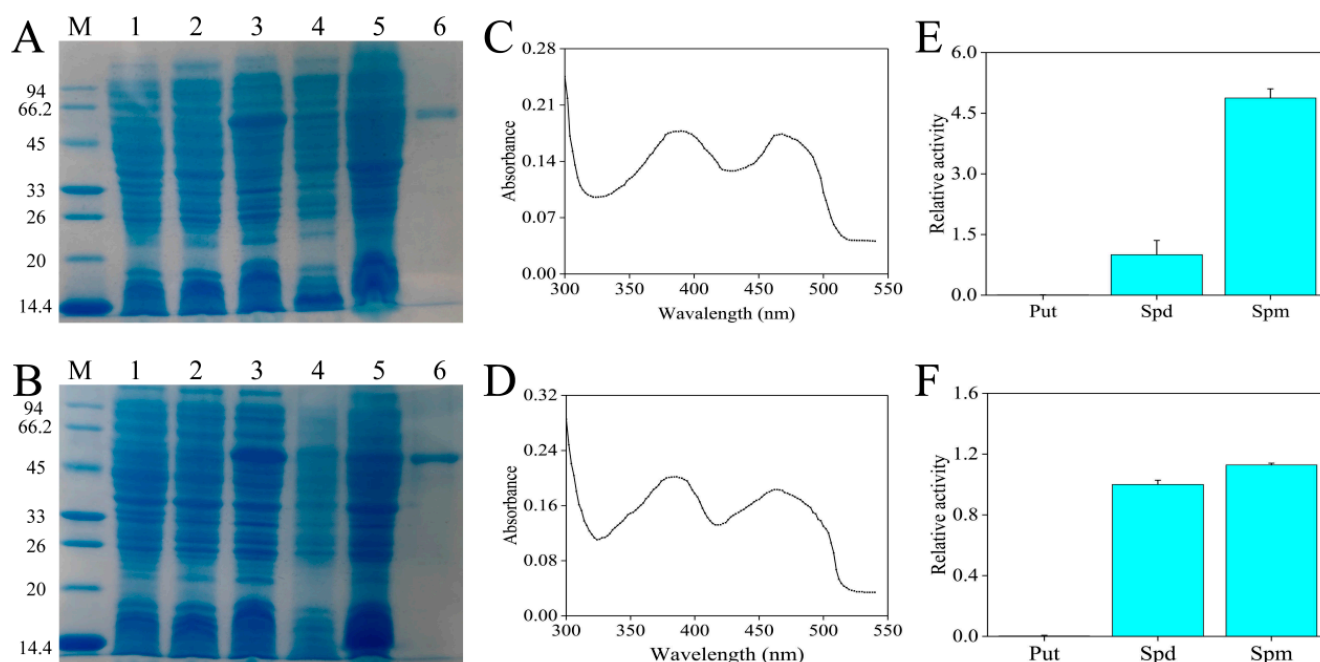 A
M 1 2 3 4 5 6
94
66.2
45
33
26
20
14.4
C
0.28
0.21
0.14
0.07
0.00
Absorbance
300 350 400 450 500 550
Wavalength (nm)
E
6.0
4.5
3.0
1.5
0.0
Relative activity
Put Spd Spm
B
M 1 2 3 4 5 6
94
66.2
45
33
26
20
14.4
D
0.32
0.24
0.16
0.08
0.00
Absorbance
300 350 400 450 500 550
Wavelength (nm)
F
1.6
1.2
0.8
0.4
0.0
Relative activity
Put Spd Spm